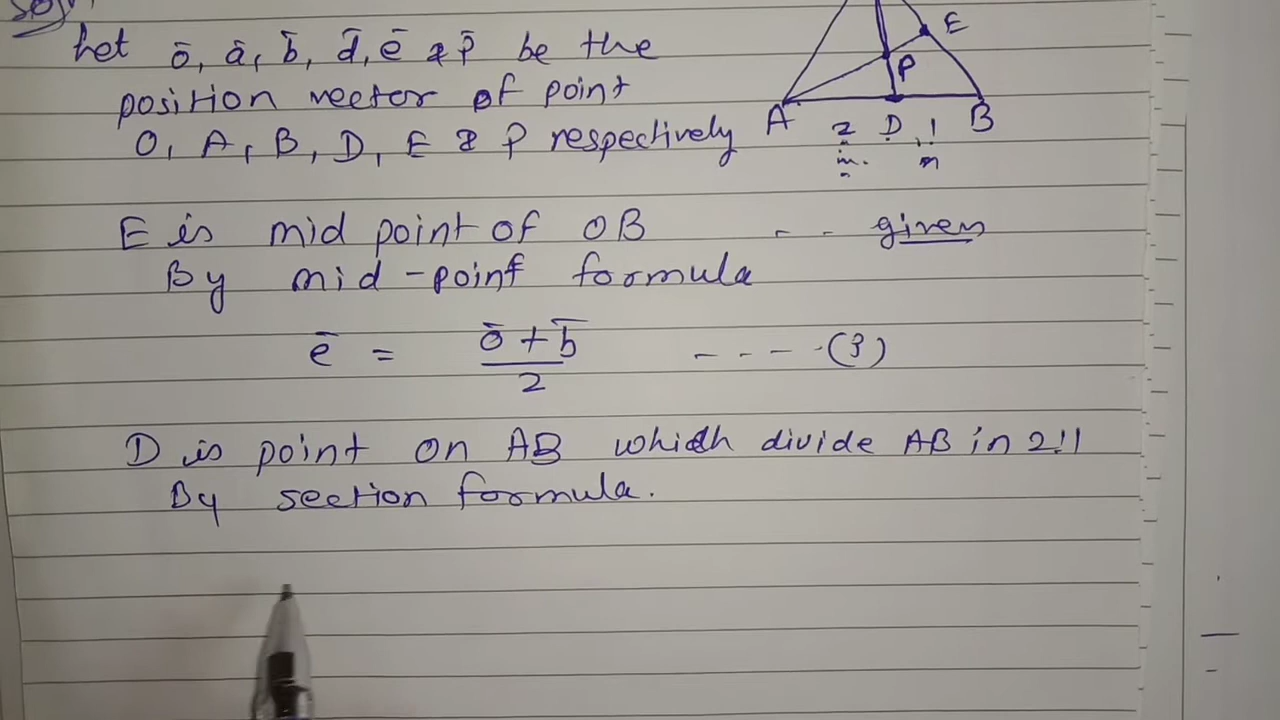 Soln.
Let ō, ā, b̄, d̄, ē & p̄ be the
position vector of point
O, A, B, D, E & P respectively
E
P
A 2 D 1 B
m n
E is mid point of OB - - given
By mid-point formula
ē = ō + b̄ / 2 - - - - (3)
D is point on AB which divide AB in 2:1
By section formula.